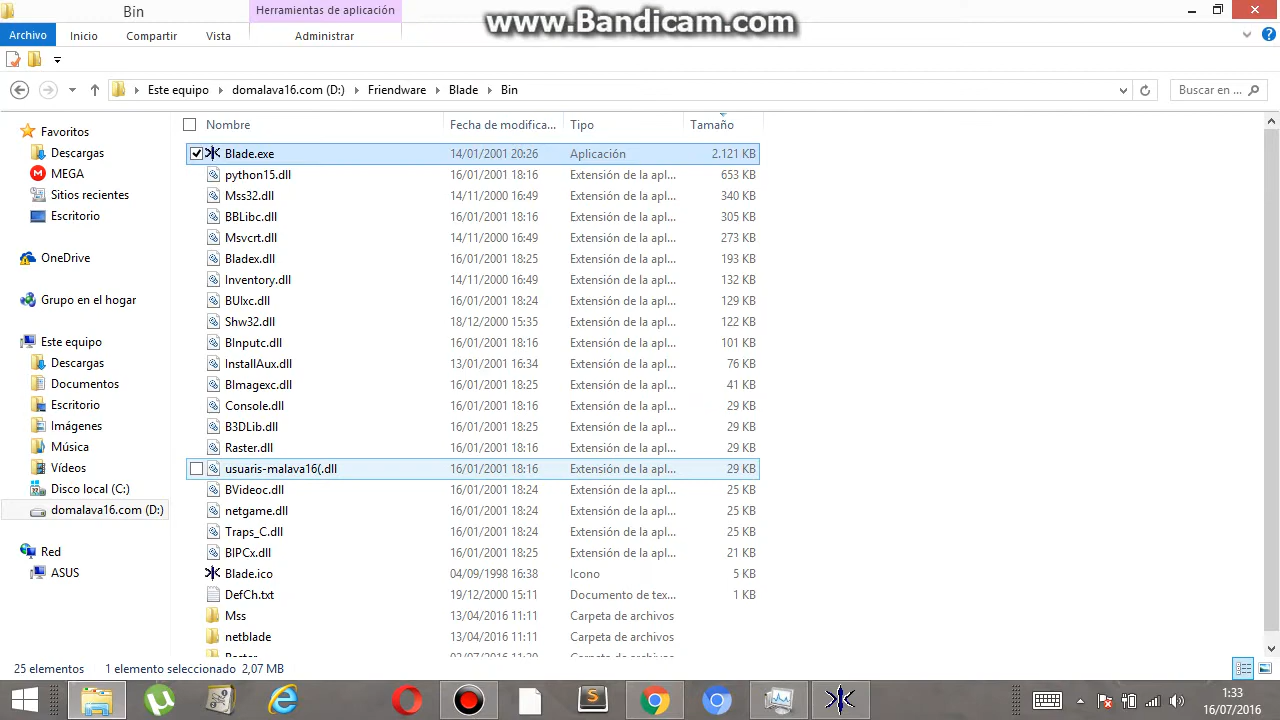 Bin
Herramientas de aplicación
www.Bandicam.com
Archivo Inicio Compartir Vista Administrar
Este equipo domalava16.com (D:) Friendware Blade Bin
Buscar en ...
Nombre Fecha de modifica... Tipo Tamaño
Blade.exe 14/01/2001 20:26 Aplicación 2.121 KB
python15.dll 16/01/2001 18:16 Extensión de la apl... 653 KB
Mss32.dll 14/11/2000 16:49 Extensión de la apl... 340 KB
BBLibc.dll 16/01/2001 18:16 Extensión de la apl... 305 KB
Msvcrt.dll 14/11/2000 16:49 Extensión de la apl... 273 KB
Bladex.dll 16/01/2001 18:25 Extensión de la apl... 193 KB
Inventory.dll 14/11/2000 16:49 Extensión de la apl... 132 KB
BUIxc.dll 16/01/2001 18:24 Extensión de la apl... 129 KB
Shw32.dll 18/12/2000 15:35 Extensión de la apl... 122 KB
BInputc.dll 16/01/2001 18:16 Extensión de la apl... 101 KB
InstallAux.dll 13/01/2001 16:34 Extensión de la apl... 76 KB
BImagexc.dll 16/01/2001 18:25 Extensión de la apl... 41 KB
Console.dll 16/01/2001 18:16 Extensión de la apl... 29 KB
B3DLib.dll 16/01/2001 18:25 Extensión de la apl... 29 KB
Raster.dll 16/01/2001 18:16 Extensión de la apl... 29 KB
usuaris-malava16(.dll 16/01/2001 18:16 Extensión de la apl... 29 KB
BVideoc.dll 16/01/2001 18:24 Extensión de la apl... 25 KB
netgame.dll 16/01/2001 18:24 Extensión de la apl... 25 KB
Traps_C.dll 16/01/2001 18:24 Extensión de la apl... 25 KB
BIPCx.dll 16/01/2001 18:25 Extensión de la apl... 21 KB
Blade.ico 04/09/1998 16:38 Icono 5 KB
DefCh.txt 19/12/2000 15:11 Documento de tex... 1 KB
Mss 13/04/2016 11:11 Carpeta de archivos
netblade 13/04/2016 11:11 Carpeta de archivos
Favoritos
Descargas
MEGA
Sitios recientes
Escritorio
OneDrive
Grupo en el hogar
Este equipo
Descargas
Documentos
Escritorio
Imágenes
Música
Vídeos
Disco local (C:)
domalava16.com (D:)
Red
ASUS
25 elementos 1 elemento seleccionado 2,07 MB
1:33
16/07/2016